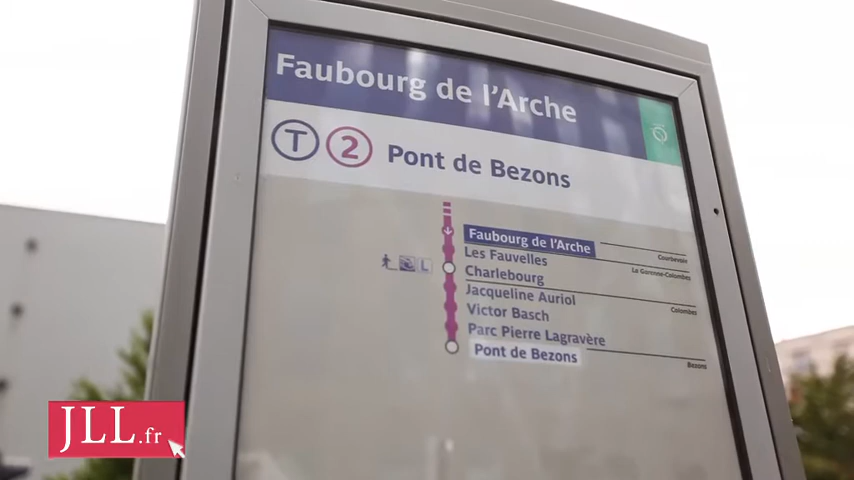 Faubourg de l'Arche
T 2 Pont de Bezons
Faubourg de l'Arche
Courbevoie
Les Fauvelles
La Garenne-Colombes
L Charlebourg
Jacqueline Auriol
Colombes
Victor Basch
Parc Pierre Lagravère
Pont de Bezons
Bezons
JLL.fr